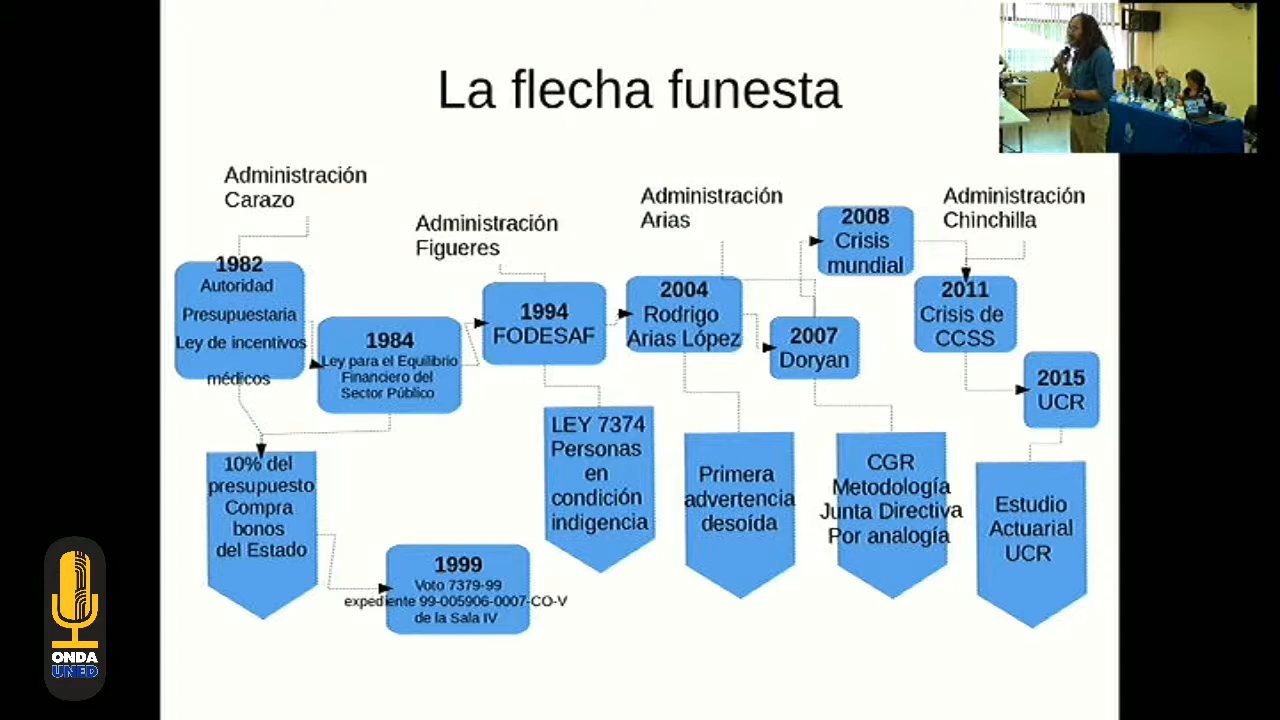 La flecha funesta
Administración
Carazo
Administración
Figueres
Administración
Arias
Administración
Chinchilla
1982
Autoridad
Presupuestaria
Ley de incentivos
médicos
1984
Ley para el Equilibrio
Financiero del
Sector Público
1994
FODESAF
2004
Rodrigo
Arias López
2007
Doryan
2008
Crisis
mundial
2011
Crisis de
CCSS
2015
UCR
10% del
presupuesto
Compra
bonos
del Estado
1999
Voto 7379-99
expediente 99-005906-0007-CO-V
de la Sala IV
LEY 7374
Personas
en
condición
indigencia
Primera
advertencia
desoída
CGR
Metodología
Junta Directiva
Por analogía
Estudio
Actuarial
UCR
ONDA
UNED